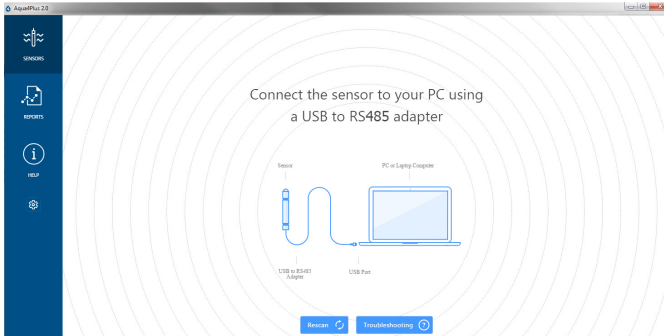 Aqua4Plus 2.0
SENSORS
REPORTS
HELP
Connect the sensor to your PC using
a USB to RS485 adapter
Sensor
PC or Laptop Computer
USB to RS485
Adapter
USB Port
Rescan
Troubleshooting